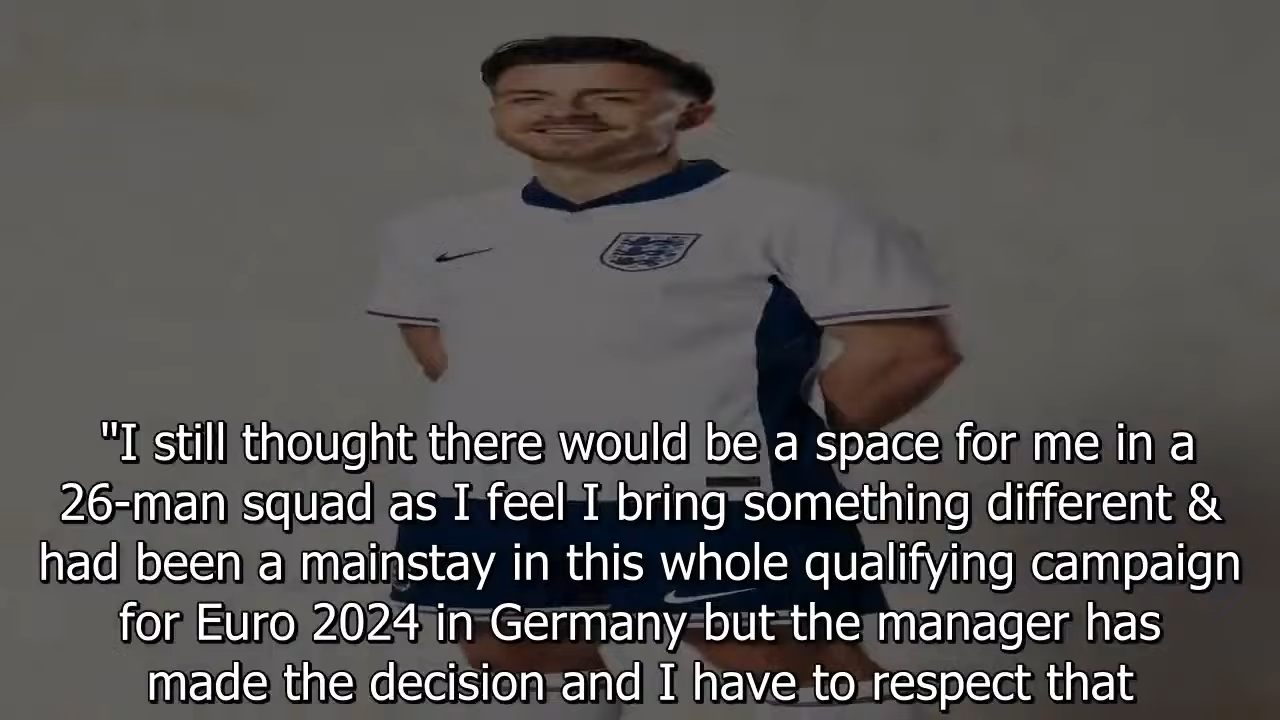 "I still thought there would be a space for me in a
26-man squad as I feel I bring something different &
had been a mainstay in this whole qualifying campaign
for Euro 2024 in Germany but the manager has
made the decision and I have to respect that